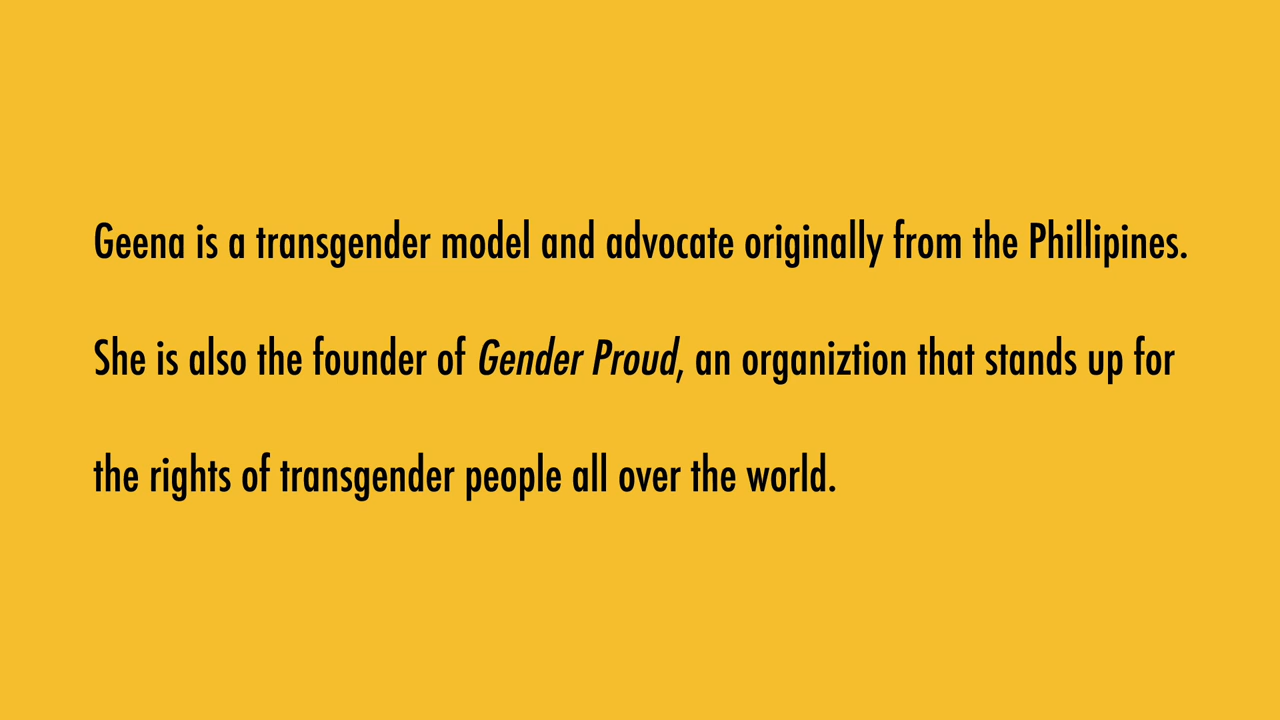 Geena is a transgender model and advocate originally from the Phillipines.
She is also the founder of Gender Proud, an organiztion that stands up for
the rights of transgender people all over the world.